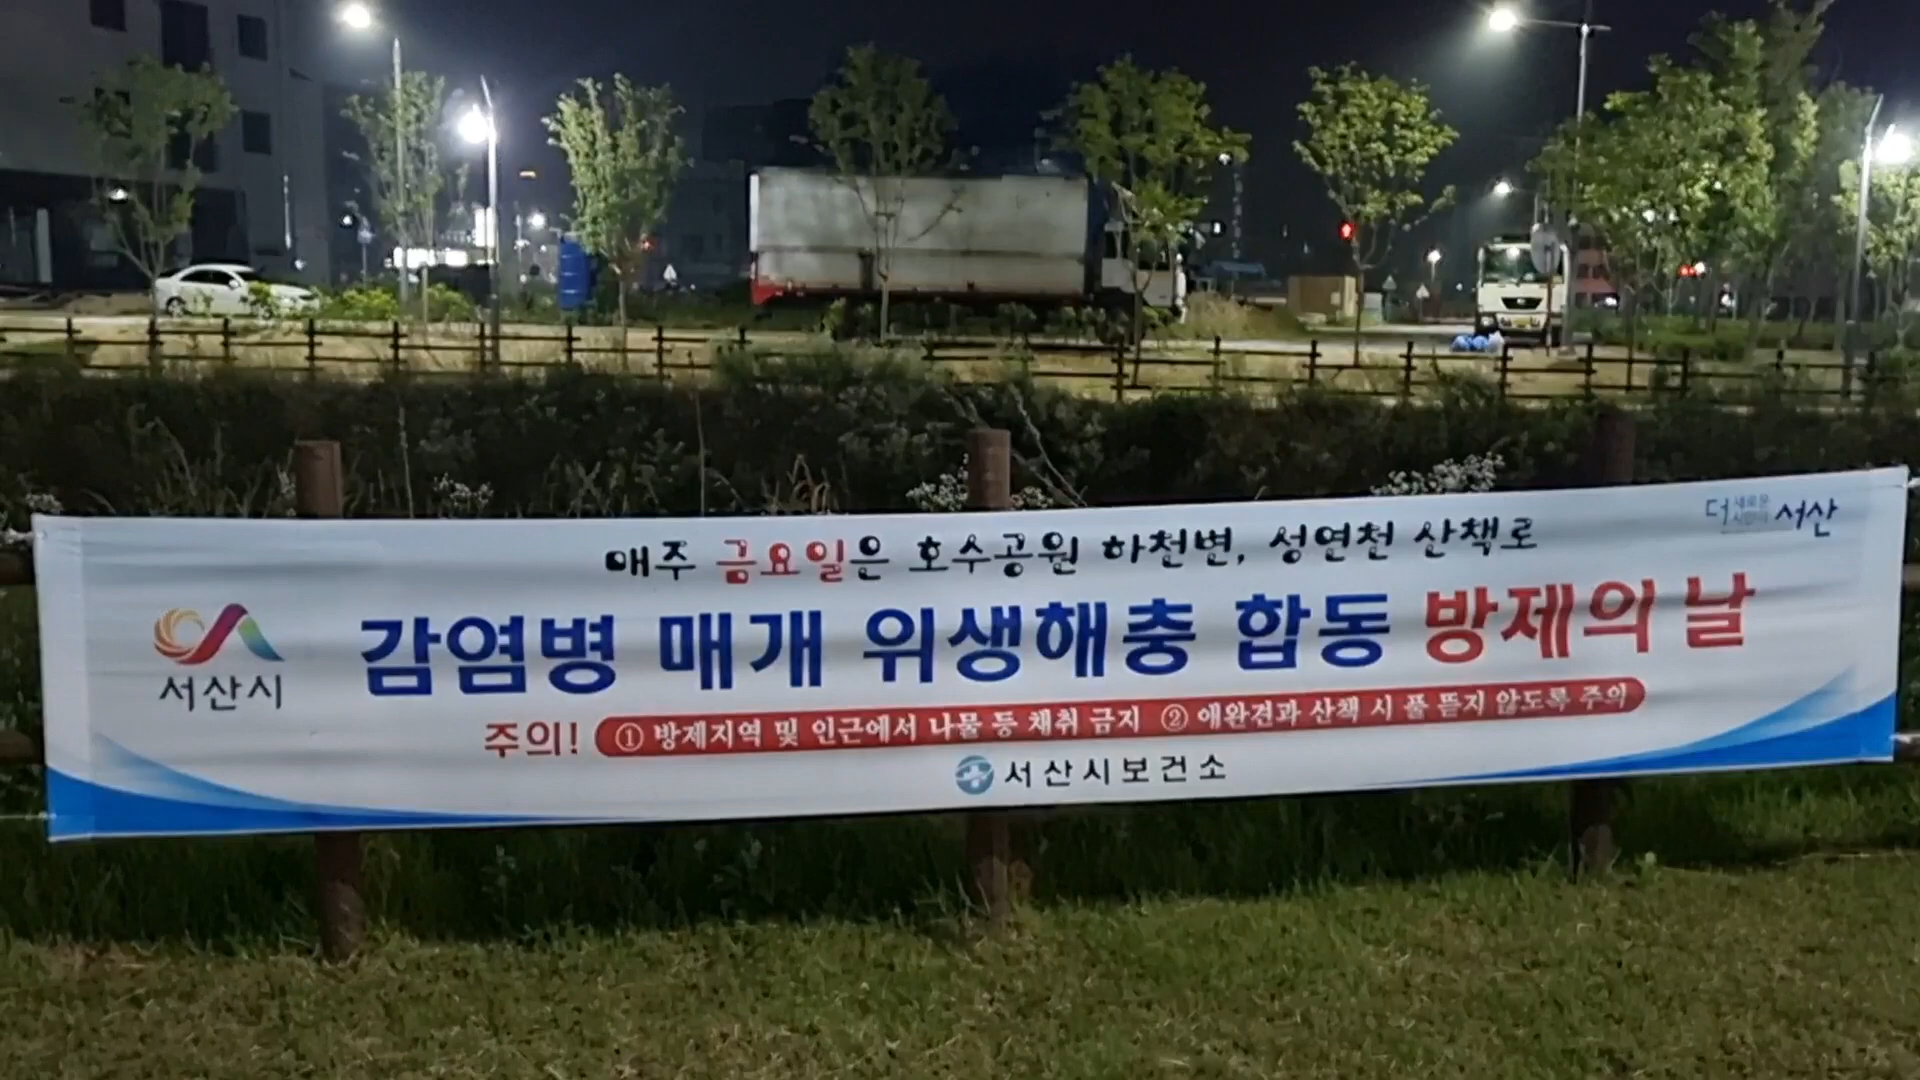 더 새로운 시민의 서산
매주 금요일은 호수공원 하천변, 성연천 산책로
감염병 매개 위생해충 합동 방제의 날
서산시
주의! ① 방제지역 및 인근에서 나물 등 채취 금지 ② 애완견과 산책 시 풀 뜯지 않도록 주의
서산시보건소